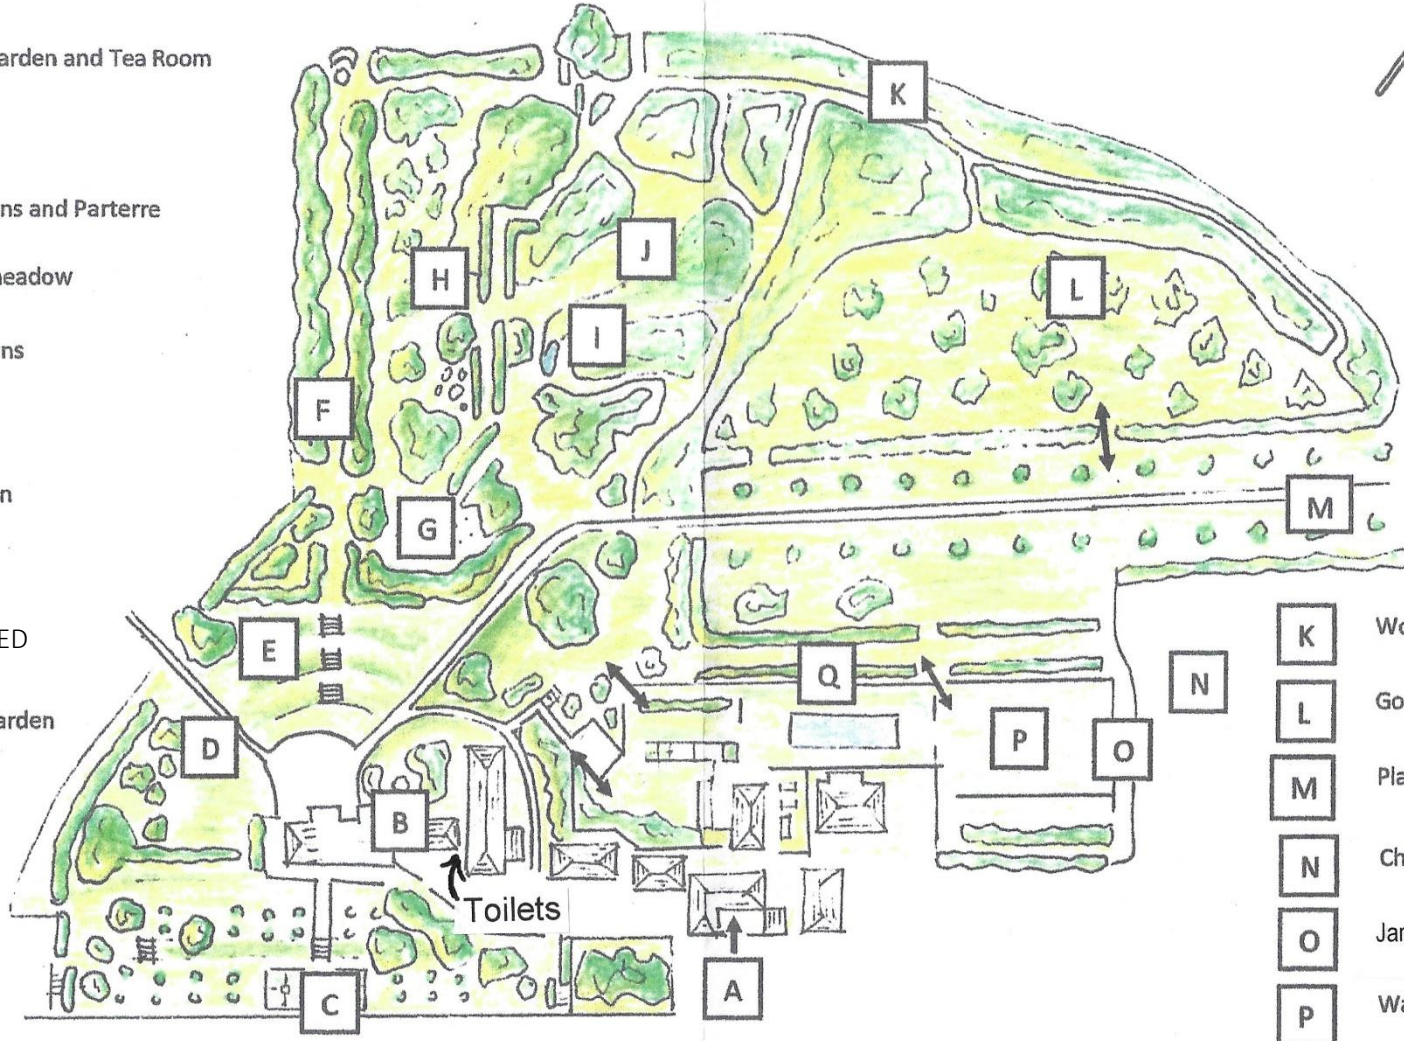 arden and Tea Room
ns and Parterre
neadow
ns
n
ED
arden
K
L
J
H
I
F
G
M
E
D
B
Q
P
N
O
Toilets
C
A
K Wo
L Go
M Pla
N Ch
O Jar
P Wa